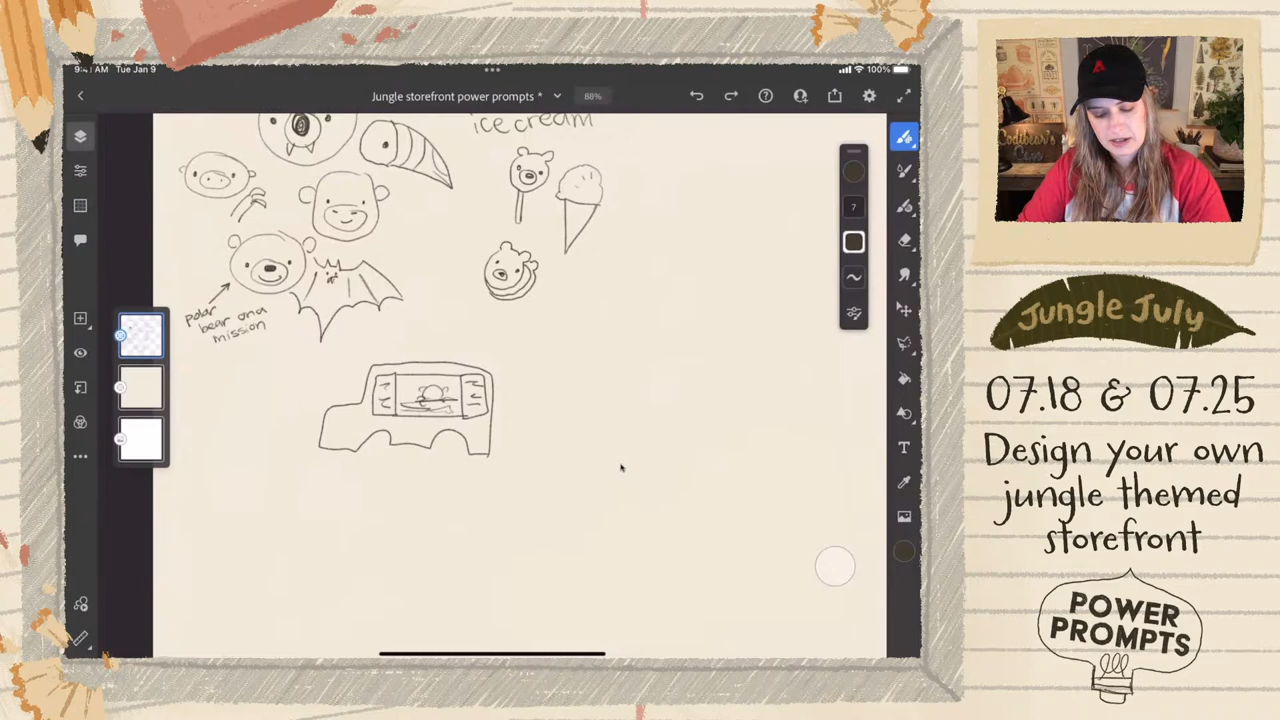 9:41 AM Tue Jan 9
100%
Jungle storefront power prompts *
88%
ice cream
7
T
polar
bear on a
mission
A
Jungle July
07.18 & 07.25
Design your own
jungle themed
storefront
POWER
PROMPTS